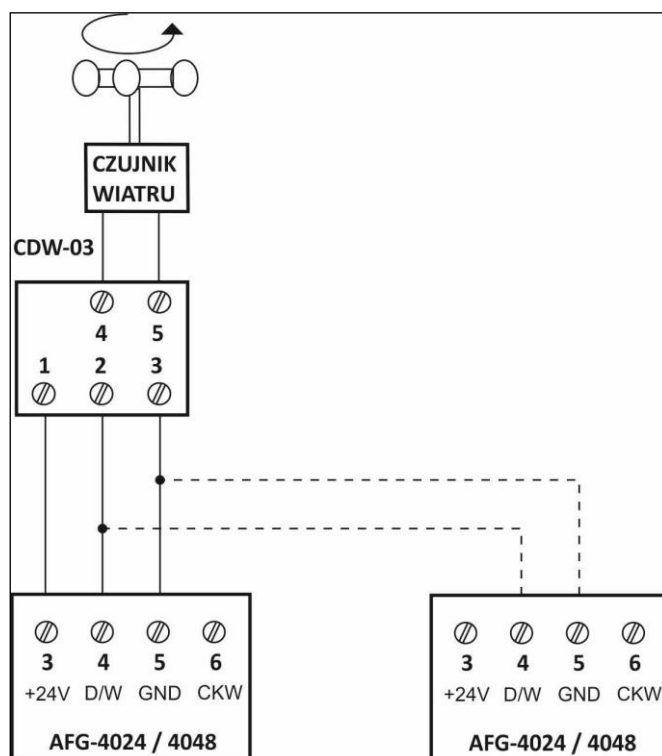 CZUJNIK
WIATRU
CDW-03
4 5
1 2 3
3 4 5 6
+24V D/W GND CKW
AFG-4024 / 4048
3 4 5 6
+24V D/W GND CKW
AFG-4024 / 4048